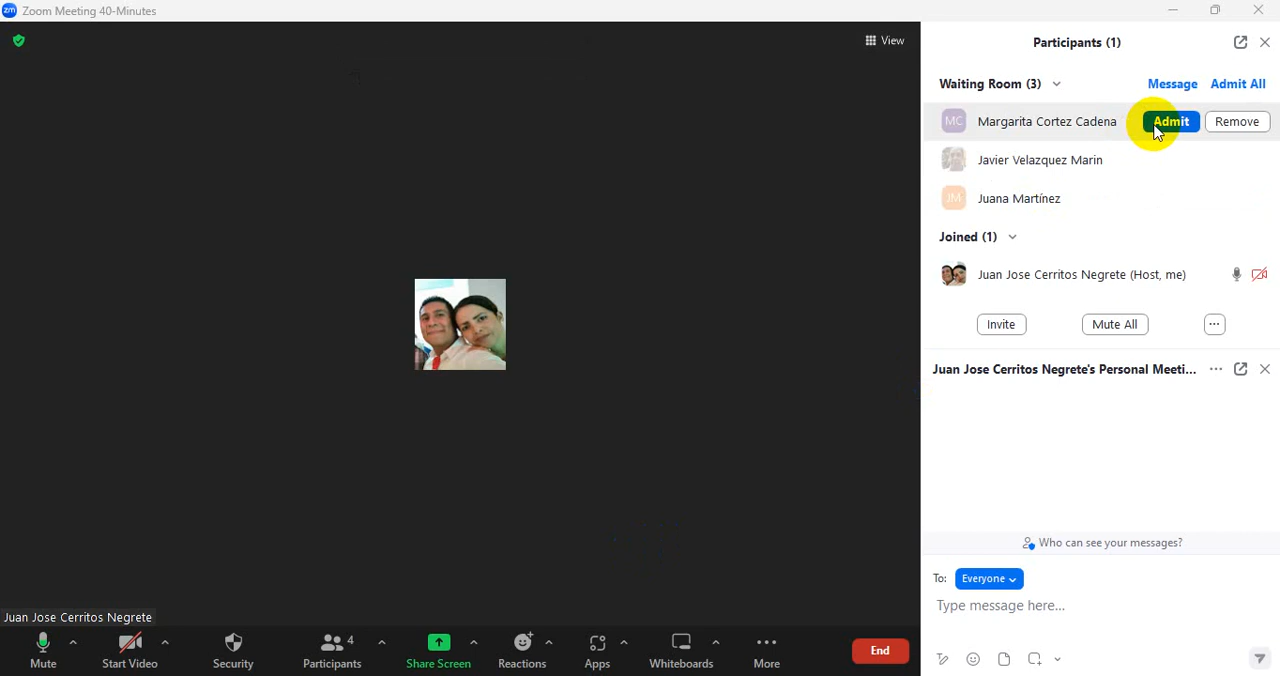 zm Zoom Meeting 40-Minutes
View
Participants (1)
Waiting Room (3) Message Admit All
MC Margarita Cortez Cadena Admit Remove
Javier Velazquez Marin
JM Juana Martínez
Joined (1)
Juan Jose Cerritos Negrete (Host, me)
Invite Mute All ...
Juan Jose Cerritos Negrete's Personal Meeti... ...
Who can see your messages?
To: Everyone
Type message here...
Juan Jose Cerritos Negrete
4
Mute Start Video Security Participants Share Screen Reactions Apps Whiteboards More End